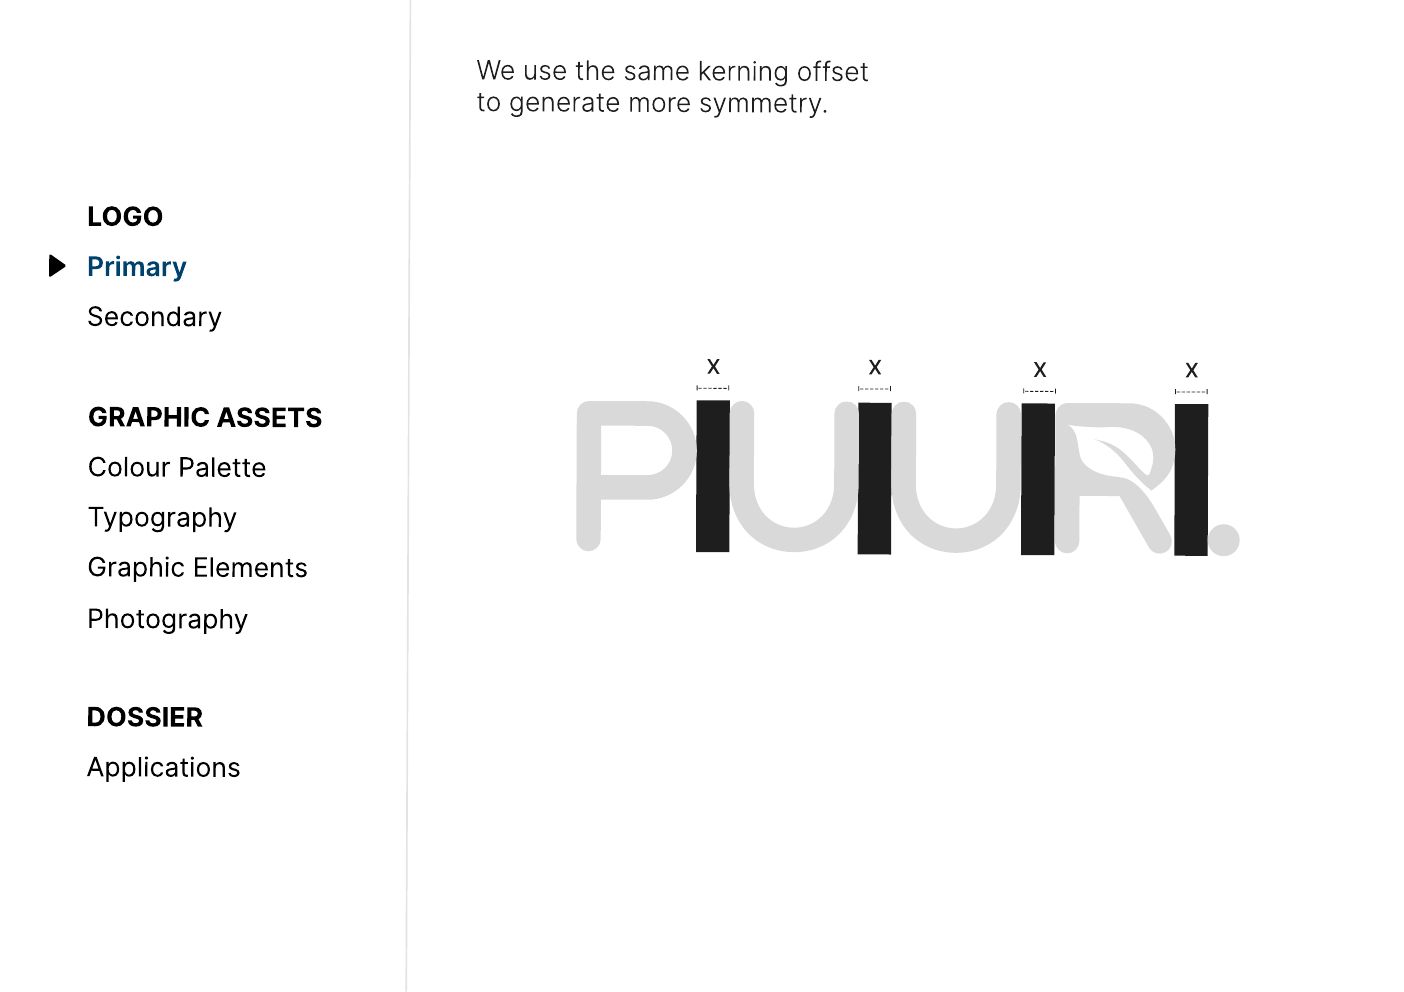 We use the same kerning offset
to generate more symmetry.
LOGO
Primary
Secondary
GRAPHIC ASSETS
Colour Palette
Typography
Graphic Elements
Photography
DOSSIER
Applications
x x x x
PUUR.